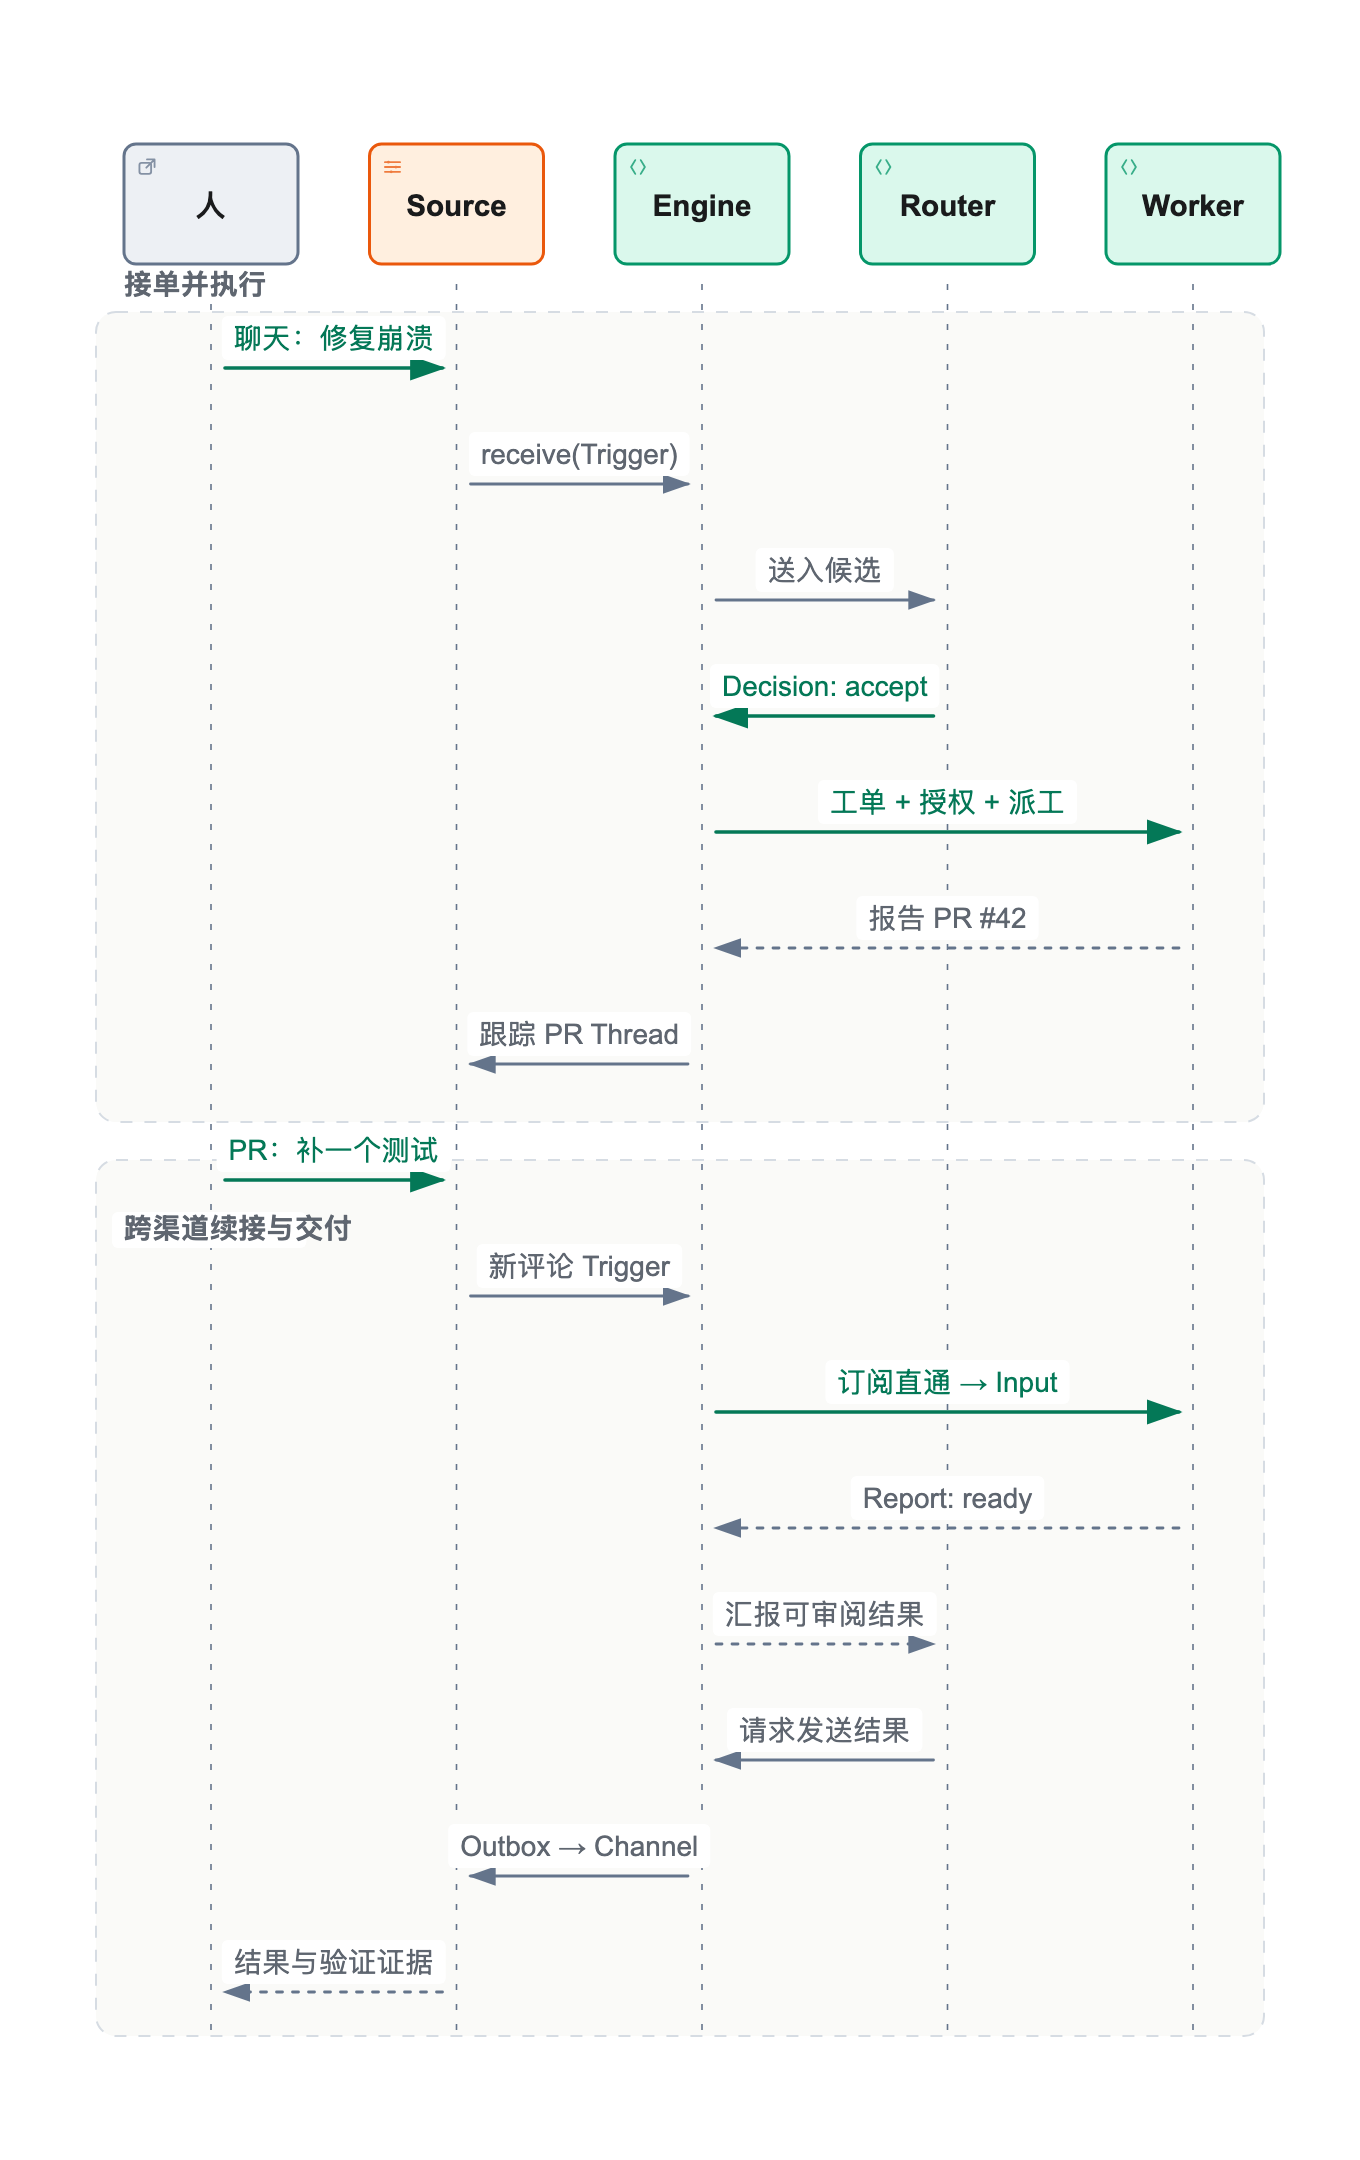 人
Source
Engine
Router
Worker
接单并执行
聊天：修复崩溃
receive(Trigger)
送入候选
Decision: accept
工单 + 授权 + 派工
报告 PR #42
跟踪 PR Thread
PR：补一个测试
跨渠道续接与交付
新评论 Trigger
订阅直通 → Input
Report: ready
汇报可审阅结果
请求发送结果
Outbox → Channel
结果与验证证据